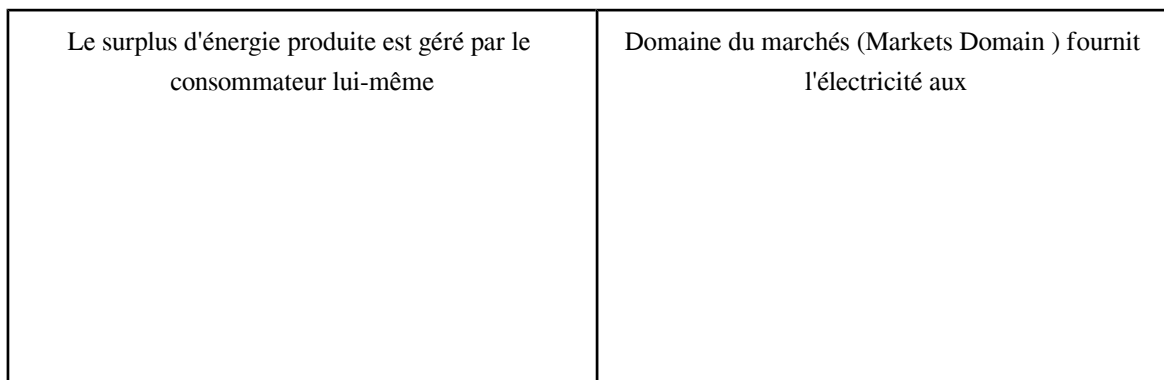 Le surplus d'énergie produite est géré par le
consommateur lui-même
Domaine du marchés (Markets Domain ) fournit
l'électricité aux